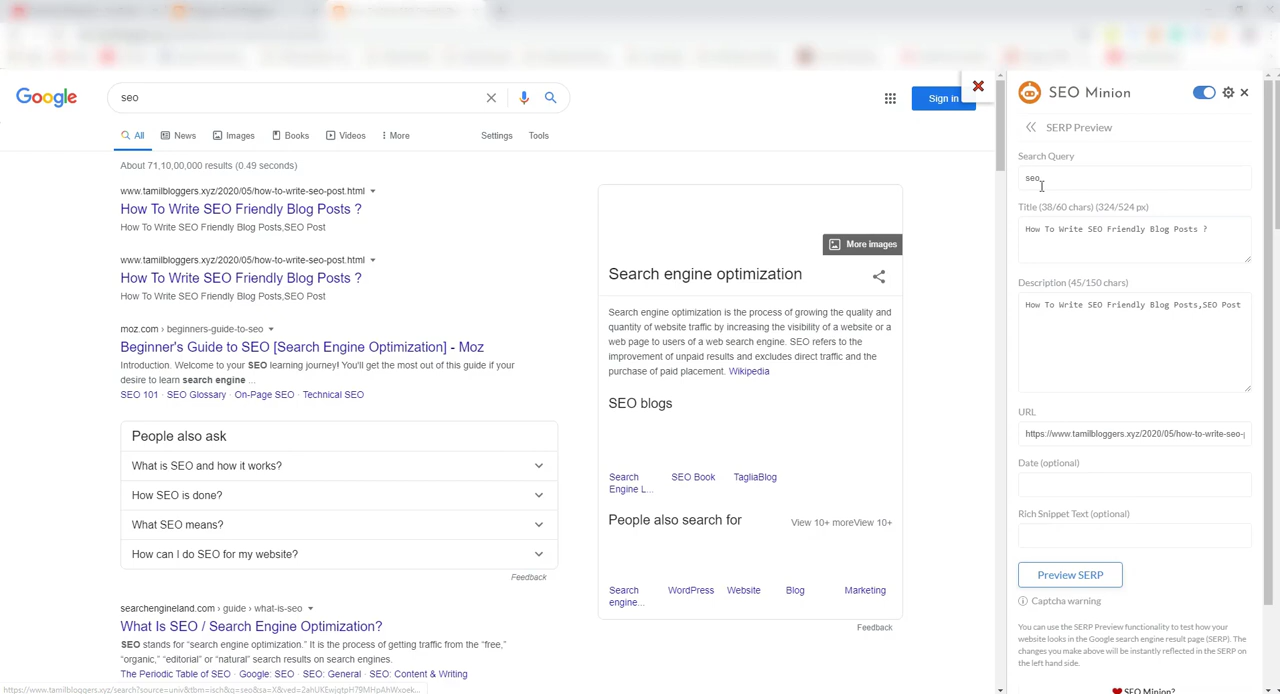 Google
seo
Sign in
All News Images Books Videos More Settings Tools
About 71,10,00,000 results (0.49 seconds)
www.tamilbloggers.xyz/2020/05/how-to-write-seo-post.html
How To Write SEO Friendly Blog Posts ?
How To Write SEO Friendly Blog Posts,SEO Post
www.tamilbloggers.xyz/2020/05/how-to-write-seo-post.html
How To Write SEO Friendly Blog Posts ?
How To Write SEO Friendly Blog Posts,SEO Post
moz.com › beginners-guide-to-seo
Beginner's Guide to SEO [Search Engine Optimization] - Moz
Introduction. Welcome to your SEO learning journey! You'll get the most out of this guide if your
desire to learn search engine ...
SEO 101 · SEO Glossary · On-Page SEO · Technical SEO
People also ask
What is SEO and how it works?
How SEO is done?
What SEO means?
How can I do SEO for my website?
Feedback
searchengineland.com › guide › what-is-seo
What Is SEO / Search Engine Optimization?
SEO stands for “search engine optimization.” It is the process of getting traffic from the “free,”
“organic,” “editorial” or “natural” search results on search engines.
The Periodic Table of SEO · Google: SEO · SEO: General · SEO: Content & Writing
More images
Search engine optimization
Search engine optimization is the process of growing the quality and
quantity of website traffic by increasing the visibility of a website or a
web page to users of a web search engine. SEO refers to the
improvement of unpaid results and excludes direct traffic and the
purchase of paid placement. Wikipedia
SEO blogs
Search SEO Book TagliaBlog
Engine L...
People also search for View 10+ moreView 10+
Search WordPress Website Blog Marketing
engine...
Feedback
SEO Minion
SERP Preview
Search Query
seo
Title (38/60 chars) (324/524 px)
How To Write SEO Friendly Blog Posts ?
Description (45/150 chars)
How To Write SEO Friendly Blog Posts,SEO Post
URL
https://www.tamilbloggers.xyz/2020/05/how-to-write-seo-
Date (optional)
Rich Snippet Text (optional)
Preview SERP
Captcha warning
You can use the SERP Preview functionality to test how your
website looks in the Google search engine result page (SERP). The
changes you make above will be instantly reflected in the SERP on
the left hand side.
SEO Minion?